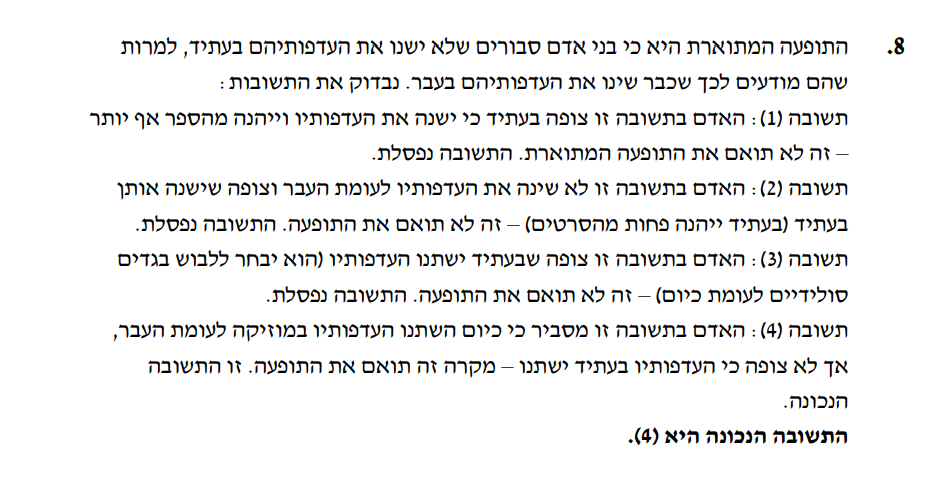 8. התופעה המתוארת היא כי בני אדם סבורים שלא ישנו את העדפותיהם בעתיד, למרות
שהם מודעים לכך שכבר שינו את העדפותיהם בעבר. נבדוק את התשובות:
תשובה (1): האדם בתשובה זו צופה בעתיד כי ישנה את העדפותיו וייהנה מהספר אף יותר
– זה לא תואם את התופעה המתוארת. התשובה נפסלת.
תשובה (2): האדם בתשובה זו לא שינה את העדפותיו לעומת העבר וצופה שישנה אותן
בעתיד (בעתיד ייהנה פחות מהסרטים) – זה לא תואם את התופעה. התשובה נפסלת.
תשובה (3): האדם בתשובה זו צופה שבעתיד ישתנו העדפותיו (הוא יבחר ללבוש בגדים
סולידיים לעומת כיום) – זה לא תואם את התופעה. התשובה נפסלת.
תשובה (4): האדם בתשובה זו מסביר כי כיום השתנו העדפותיו במוזיקה לעומת העבר,
אך לא צופה כי העדפותיו בעתיד ישתנו – מקרה זה תואם את התופעה. זו התשובה
הנכונה.
התשובה הנכונה היא (4).